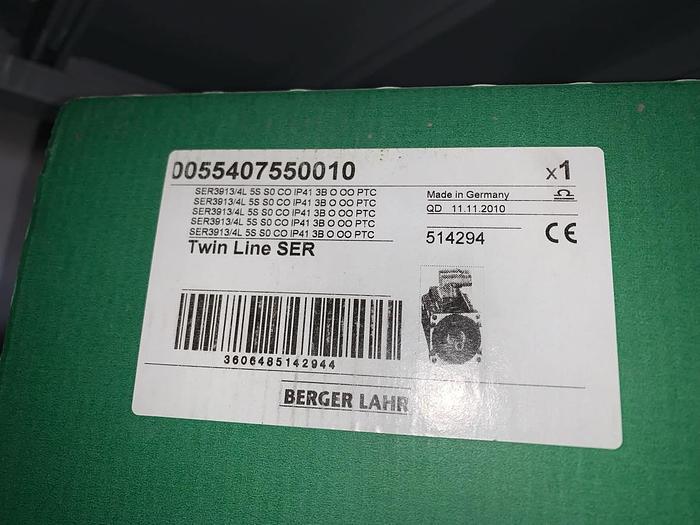 0055407550010 x1
SER3913/4L 5S S0 CO IP41 3B O OO PTC
SER3913/4L 5S S0 CO IP41 3B O OO PTC
SER3913/4L 5S S0 CO IP41 3B O OO PTC
SER3913/4L 5S S0 CO IP41 3B O OO PTC
SER3913/4L 5S S0 CO IP41 3B O OO PTC
Made in Germany
QD 11.11.2010
514294 CE
Twin Line SER
3606485142944
BERGER LAHR